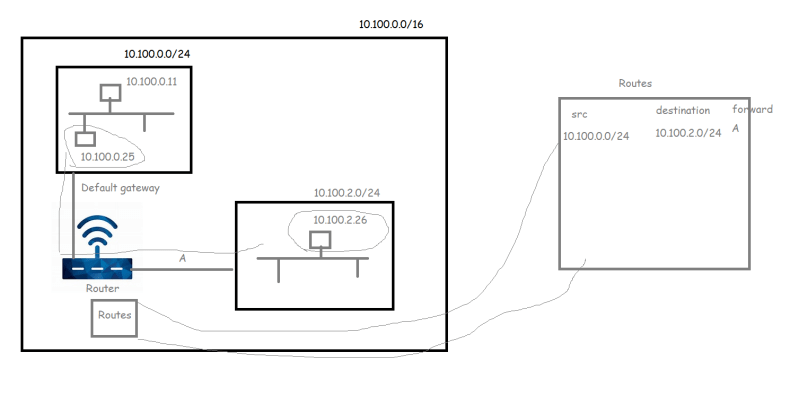 10.100.0.0/16
10.100.0.0/24
10.100.0.11
10.100.0.25
Default gateway
10.100.2.0/24
10.100.2.26
A
Router
Routes
Routes
src destination forward
10.100.0.0/24 10.100.2.0/24 A